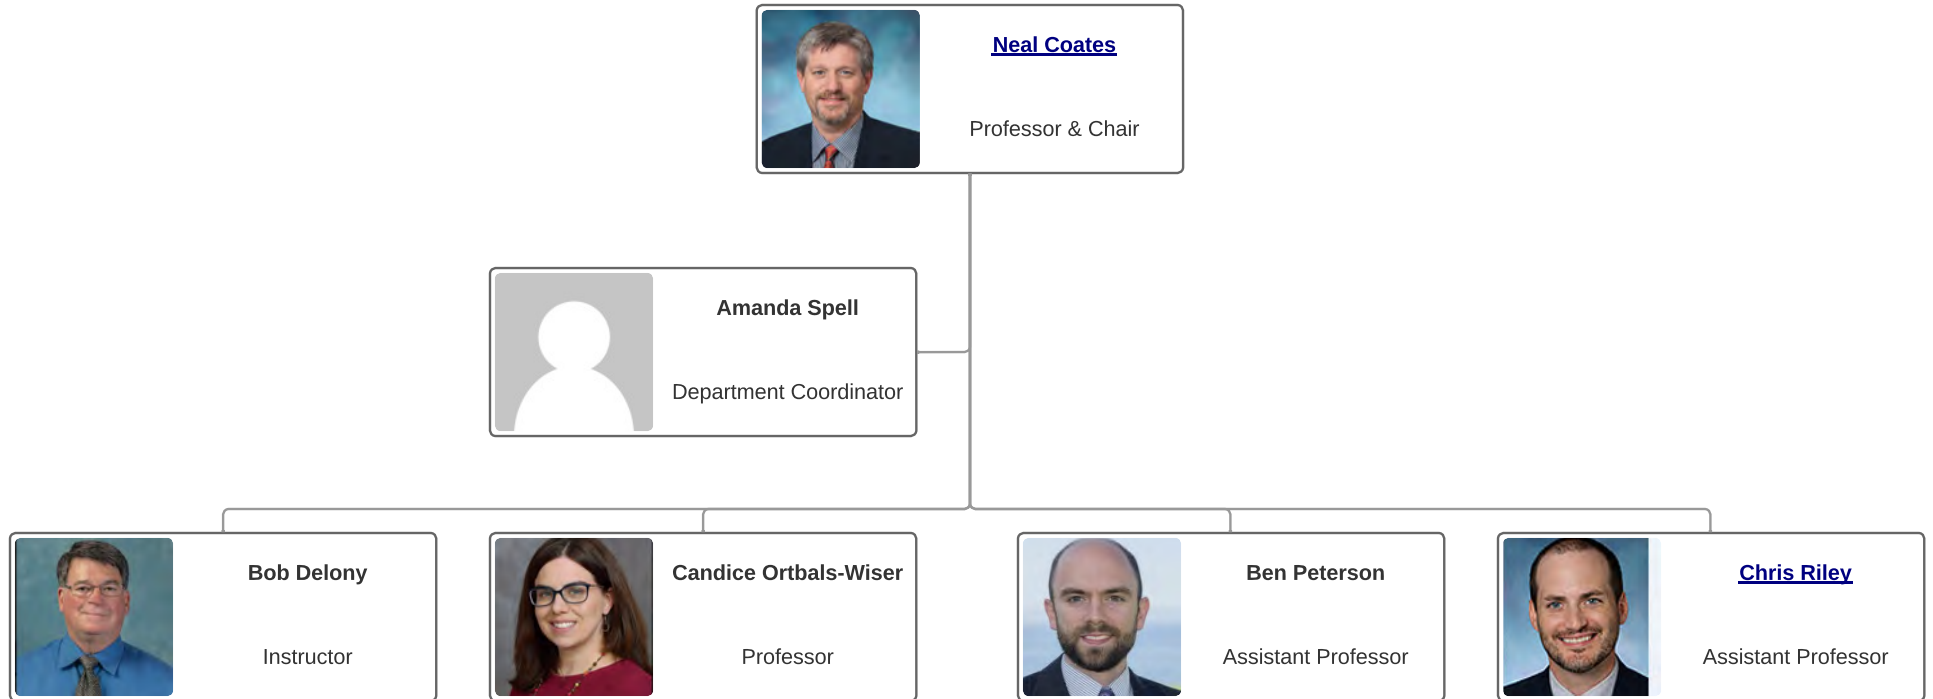 Neal Coates
Professor & Chair
Amanda Spell
Department Coordinator
Bob Delony
Instructor
Candice Ortbals-Wiser
Professor
Ben Peterson
Assistant Professor
Chris Riley
Assistant Professor